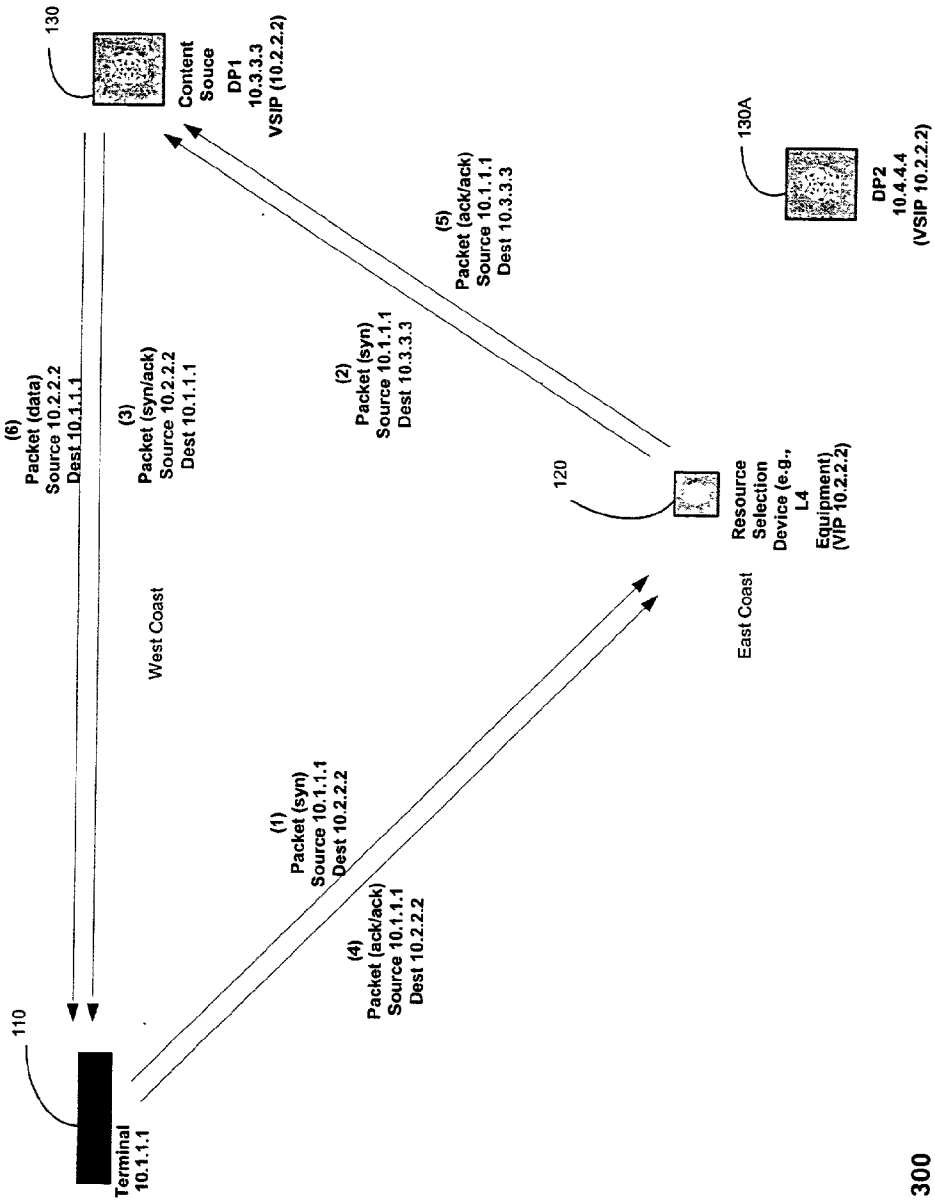 130
Content
Souce
DP1
10.3.3.3
VSIP (10.2.2.2)
(6)
Packet (data)
Source 10.2.2.2
Dest 10.1.1.1
(3)
Packet (syn/ack)
Source 10.2.2.2
Dest 10.1.1.1
(2)
Packet (syn)
Source 10.1.1.1
Dest 10.3.3.3
(5)
Packet (ack/ack)
Source 10.1.1.1
Dest 10.3.3.3
130A
DP2
10.4.4.4
(VSIP 10.2.2.2)
West Coast
120
Resource
Selection
Device (e.g.,
L4
Equipment)
(VIP 10.2.2.2)
East Coast
(1)
Packet (syn)
Source 10.1.1.1
Dest 10.2.2.2
(4)
Packet (ack/ack)
Source 10.1.1.1
Dest 10.2.2.2
110
Terminal
10.1.1.1
300